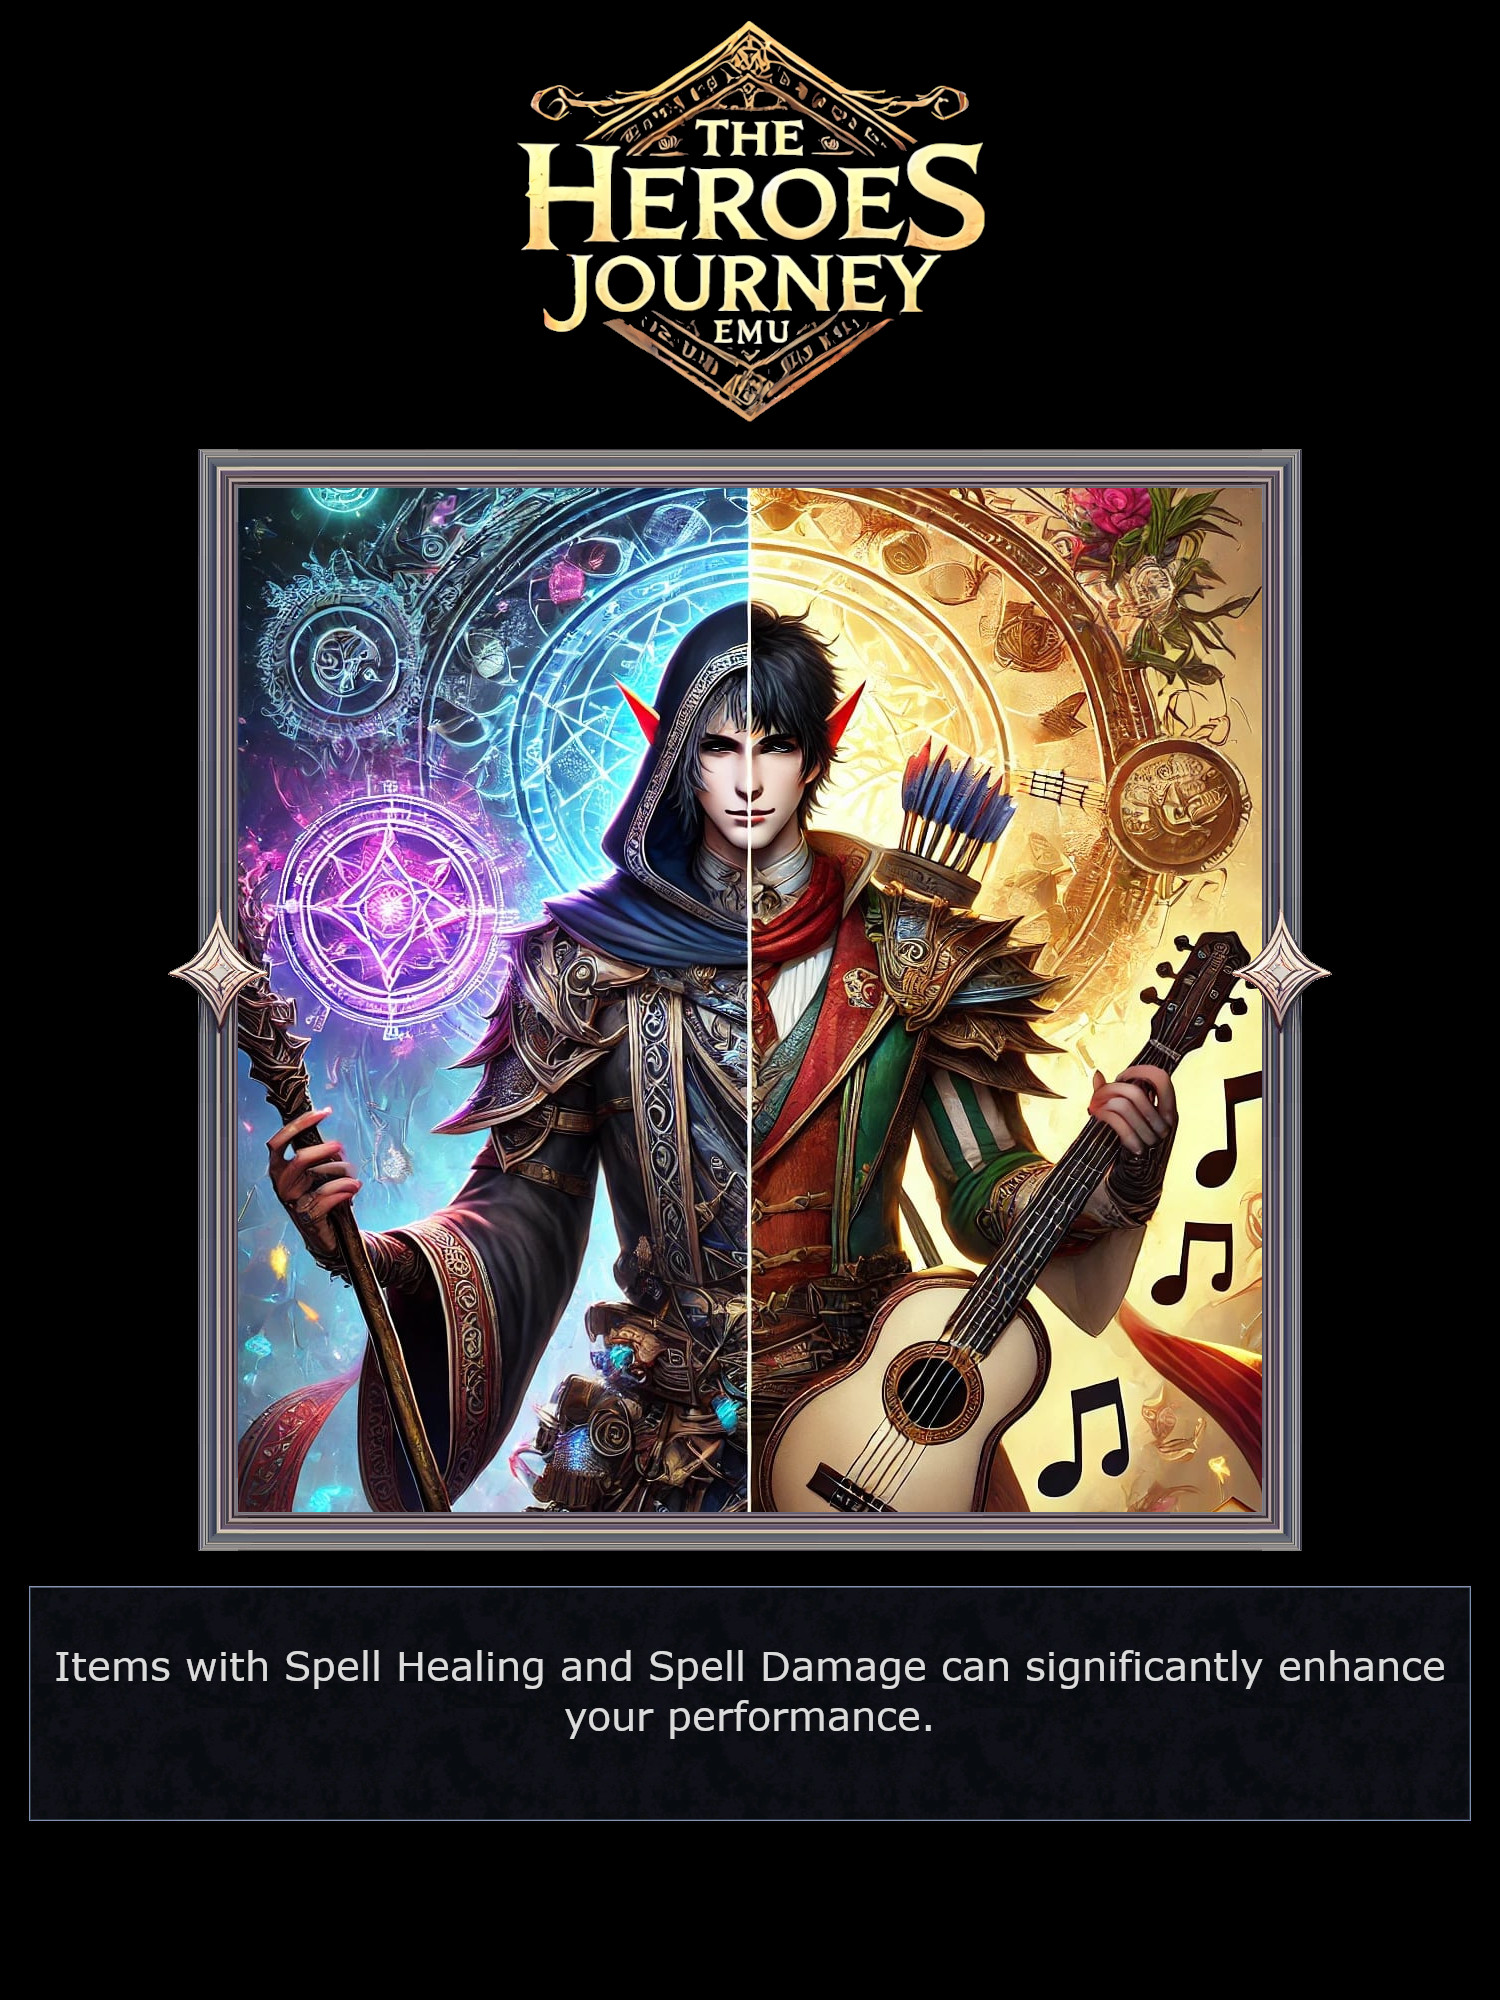 THE
HEROES
JOURNEY
EMU
Items with Spell Healing and Spell Damage can significantly enhance
your performance.